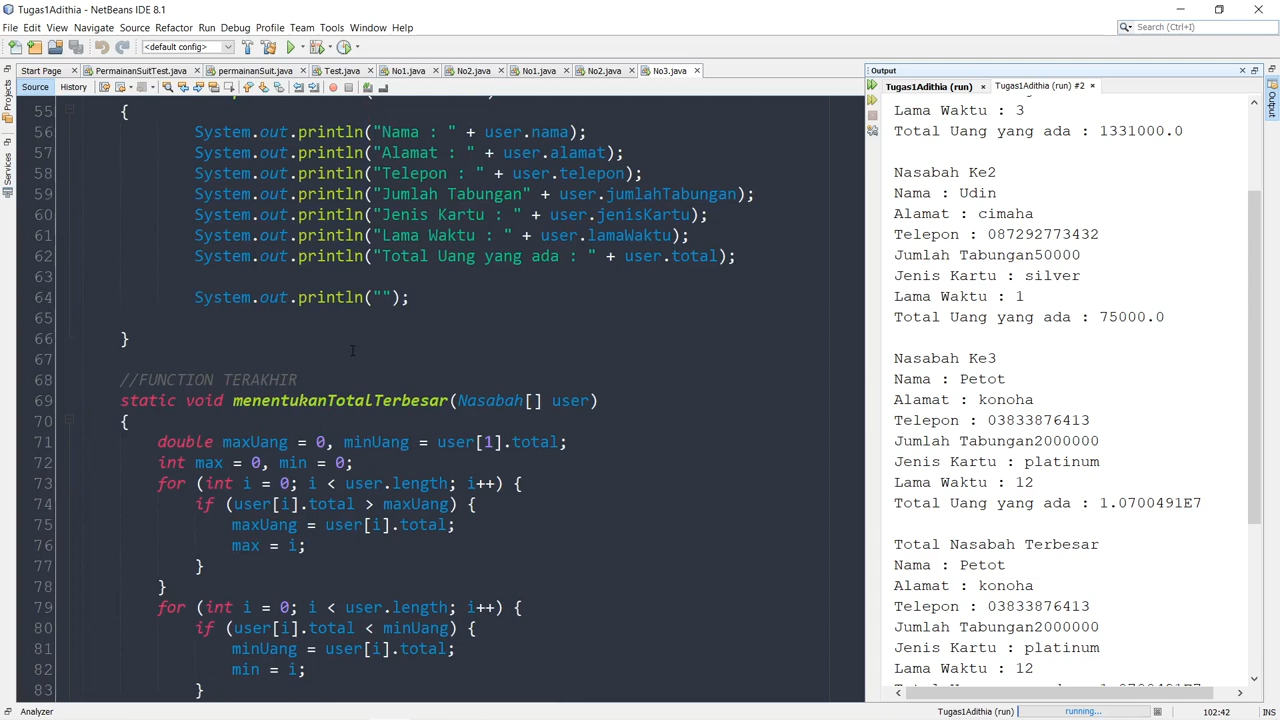 Tugas1Adithia - NetBeans IDE 8.1
File Edit View Navigate Source Refactor Run Debug Profile Team Tools Window Help
Search (Ctrl+I)
<default config>
Start Page PermainanSuitTest.java permainanSuit.java Test.java No1.java No2.java No1.java No2.java No3.java
Source History
Projects
Services
55 {
56 System.out.println("Nama : " + user.nama);
57 System.out.println("Alamat : " + user.alamat);
58 System.out.println("Telepon : " + user.telepon);
59 System.out.println("Jumlah Tabungan" + user.jumlahTabungan);
60 System.out.println("Jenis Kartu : " + user.jenisKartu);
61 System.out.println("Lama Waktu : " + user.lamaWaktu);
62 System.out.println("Total Uang yang ada : " + user.total);
63
64 System.out.println("");
65
66 }
67
68 //FUNCTION TERAKHIR
69 static void menentukanTotalTerbesar(Nasabah[] user)
70 {
71 double maxUang = 0, minUang = user[1].total;
72 int max = 0, min = 0;
73 for (int i = 0; i < user.length; i++) {
74 if (user[i].total > maxUang) {
75 maxUang = user[i].total;
76 max = i;
77 }
78 }
79 for (int i = 0; i < user.length; i++) {
80 if (user[i].total < minUang) {
81 minUang = user[i].total;
82 min = i;
83 }
Output
Tugas1Adithia (run) Tugas1Adithia (run) #2
Lama Waktu : 3
Total Uang yang ada : 1331000.0
Nasabah Ke2
Nama : Udin
Alamat : cimaha
Telepon : 087292773432
Jumlah Tabungan50000
Jenis Kartu : silver
Lama Waktu : 1
Total Uang yang ada : 75000.0
Nasabah Ke3
Nama : Petot
Alamat : konoha
Telepon : 03833876413
Jumlah Tabungan2000000
Jenis Kartu : platinum
Lama Waktu : 12
Total Uang yang ada : 1.0700491E7
Total Nasabah Terbesar
Nama : Petot
Alamat : konoha
Telepon : 03833876413
Jumlah Tabungan2000000
Jenis Kartu : platinum
Lama Waktu : 12
Output
Analyzer
Tugas1Adithia (run) running... 102:42 INS